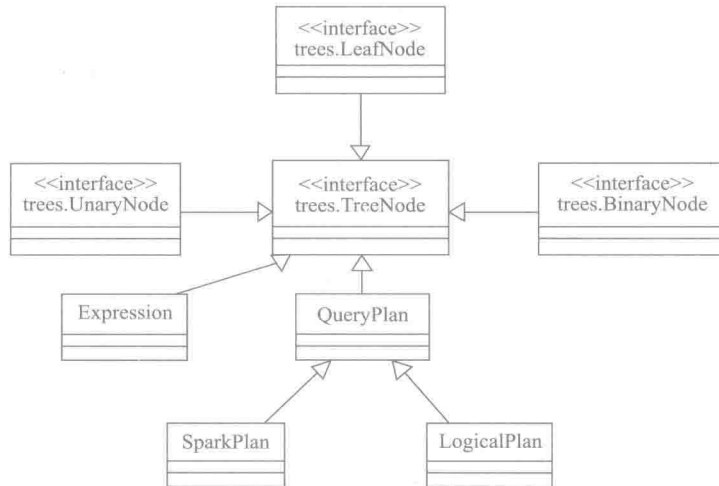 <<interface>>
trees.LeafNode
<<interface>>
trees.UnaryNode
<<interface>>
trees.TreeNode
<<interface>>
trees.BinaryNode
Expression
QueryPlan
SparkPlan
LogicalPlan